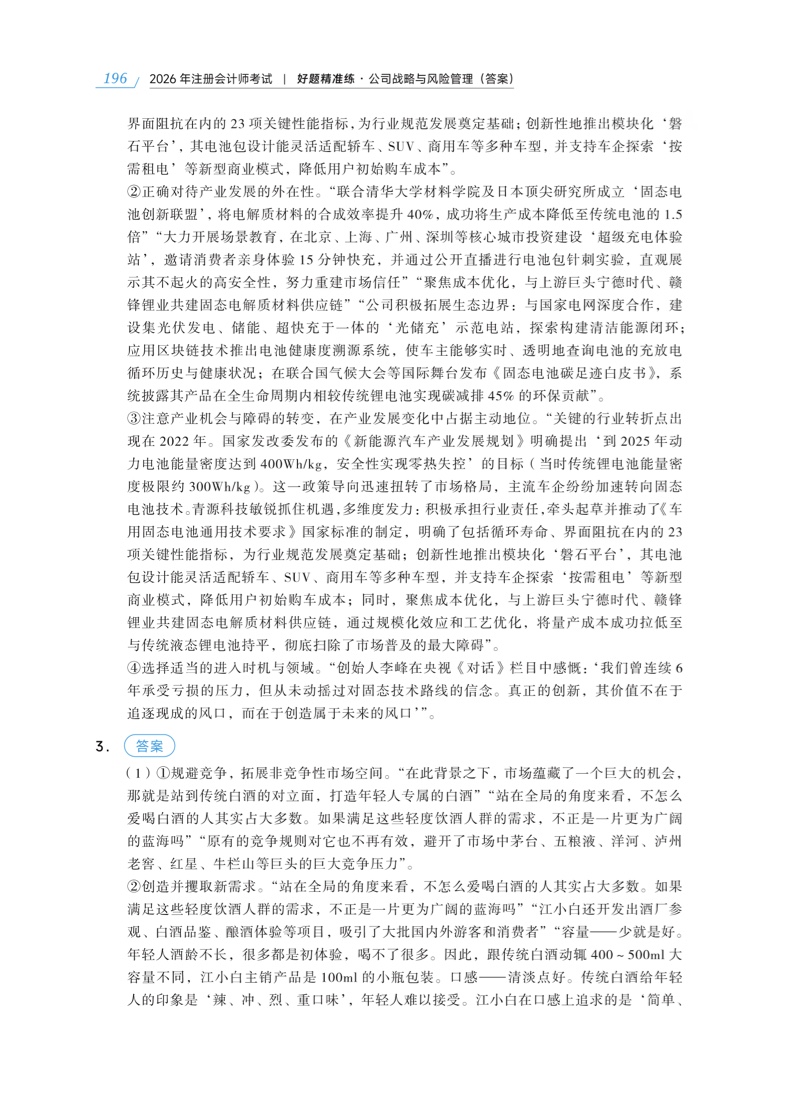 196 2026 年注册会计师考试 | 好题精准练 · 公司战略与风险管理（答案）
界面阻抗在内的 23 项关键性能指标，为行业规范发展奠定基础；创新性地推出模块化‘磐
石平台’，其电池包设计能灵活适配轿车、SUV、商用车等多种车型，并支持车企探索‘按
需租电’等新型商业模式，降低用户初始购车成本”。
②正确对待产业发展的外在性。“联合清华大学材料学院及日本顶尖研究所成立‘固态电
池创新联盟’，将电解质材料的合成效率提升 40%，成功将生产成本降低至传统电池的 1.5
倍”“大力开展场景教育，在北京、上海、广州、深圳等核心城市投资建设‘超级充电体验
站’，邀请消费者亲身体验 15 分钟快充，并通过公开直播进行电池包针刺实验，直观展
示其不起火的高安全性，努力重建市场信任”“聚焦成本优化，与上游巨头宁德时代、赣
锋锂业共建固态电解质材料供应链”“公司积极拓展生态边界：与国家电网深度合作，建
设集光伏发电、储能、超快充于一体的‘光储充’示范电站，探索构建清洁能源闭环；
应用区块链技术推出电池健康度溯源系统，使车主能够实时、透明地查询电池的充放电
循环历史与健康状况；在联合国气候大会等国际舞台发布《固态电池碳足迹白皮书》，系
统披露其产品在全生命周期内相较传统锂电池实现碳减排 45% 的环保贡献”。
③注意产业机会与障碍的转变，在产业发展变化中占据主动地位。“关键的行业转折点出
现在 2022 年。国家发改委发布的《新能源汽车产业发展规划》明确提出‘到 2025 年动
力电池能量密度达到 400Wh/kg，安全性实现零热失控’的目标（当时传统锂电池能量密
度极限约 300Wh/kg）。这一政策导向迅速扭转了市场格局，主流车企纷纷加速转向固态
电池技术。青源科技敏锐抓住机遇，多维度发力：积极承担行业责任，牵头起草并推动了《车
用固态电池通用技术要求》国家标准的制定，明确了包括循环寿命、界面阻抗在内的 23
项关键性能指标，为行业规范发展奠定基础；创新性地推出模块化‘磐石平台’，其电池
包设计能灵活适配轿车、SUV、商用车等多种车型，并支持车企探索‘按需租电’等新型
商业模式，降低用户初始购车成本；同时，聚焦成本优化，与上游巨头宁德时代、赣锋
锂业共建固态电解质材料供应链，通过规模化效应和工艺优化，将量产成本成功拉低至
与传统液态锂电池持平，彻底扫除了市场普及的最大障碍”。
④选择适当的进入时机与领域。“创始人李峰在央视《对话》栏目中感慨：‘我们曾连续 6
年承受亏损的压力，但从未动摇过对固态技术路线的信念。真正的创新，其价值不在于
追逐现成的风口，而在于创造属于未来的风口’”。
3. 答案
（1）①规避竞争，拓展非竞争性市场空间。“在此背景之下，市场蕴藏了一个巨大的机会，
那就是站到传统白酒的对立面，打造年轻人专属的白酒”“站在全局的角度来看，不怎么
爱喝白酒的人其实占大多数。如果满足这些轻度饮酒人群的需求，不正是一片更为广阔
的蓝海吗”“原有的竞争规则对它也不再有效，避开了市场中茅台、五粮液、洋河、泸州
老窖、红星、牛栏山等巨头的巨大竞争压力”。
②创造并攫取新需求。“站在全局的角度来看，不怎么爱喝白酒的人其实占大多数。如果
满足这些轻度饮酒人群的需求，不正是一片更为广阔的蓝海吗”“江小白还开发出酒厂参
观、白酒品鉴、酿酒体验等项目，吸引了大批国内外游客和消费者”“容量——少就是好。
年轻人酒龄不长，很多都是初体验，喝不了很多。因此，跟传统白酒动辄 400 ~ 500ml 大
容量不同，江小白主销产品是 100ml 的小瓶包装。口感——清淡点好。传统白酒给年轻
人的印象是‘辣、冲、烈、重口味’，年轻人难以接受。江小白在口感上追求的是‘简单、